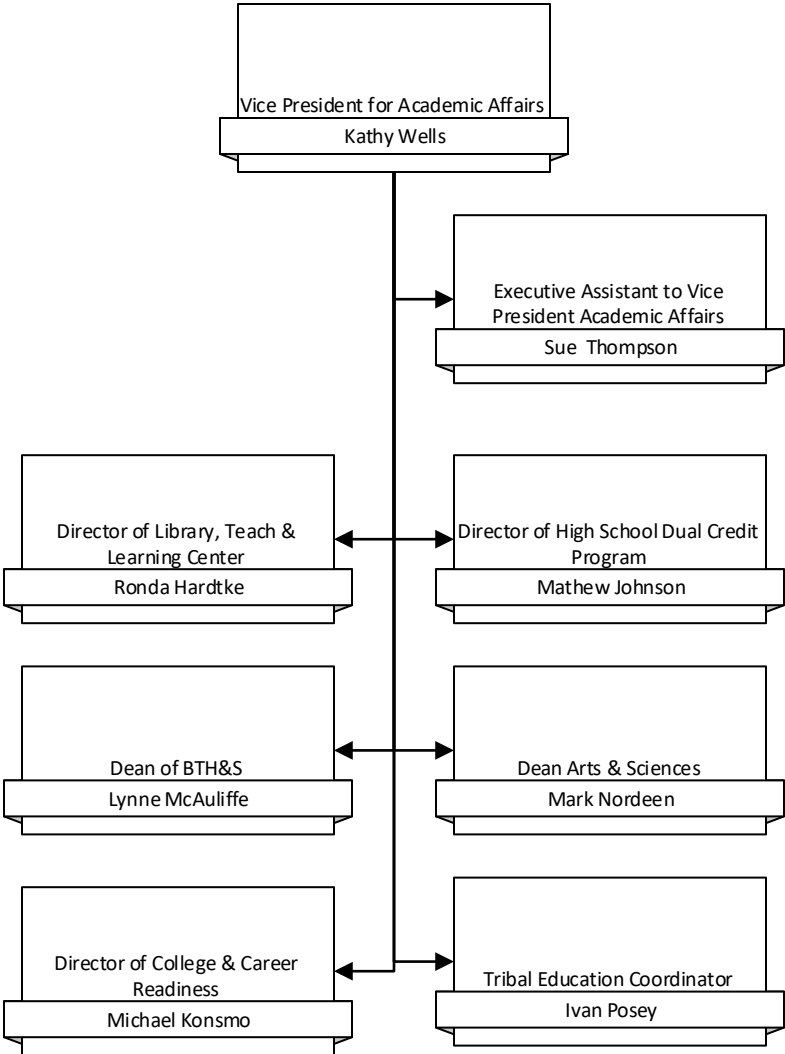 Vice President for Academic Affairs
Kathy Wells
Executive Assistant to Vice
President Academic Affairs
Sue Thompson
Director of Library, Teach &
Learning Center
Ronda Hardtke
Director of High School Dual Credit
Program
Mathew Johnson
Dean of BTH&S
Lynne McAuliffe
Dean Arts & Sciences
Mark Nordeen
Director of College & Career
Readiness
Michael Konsmo
Tribal Education Coordinator
Ivan Posey